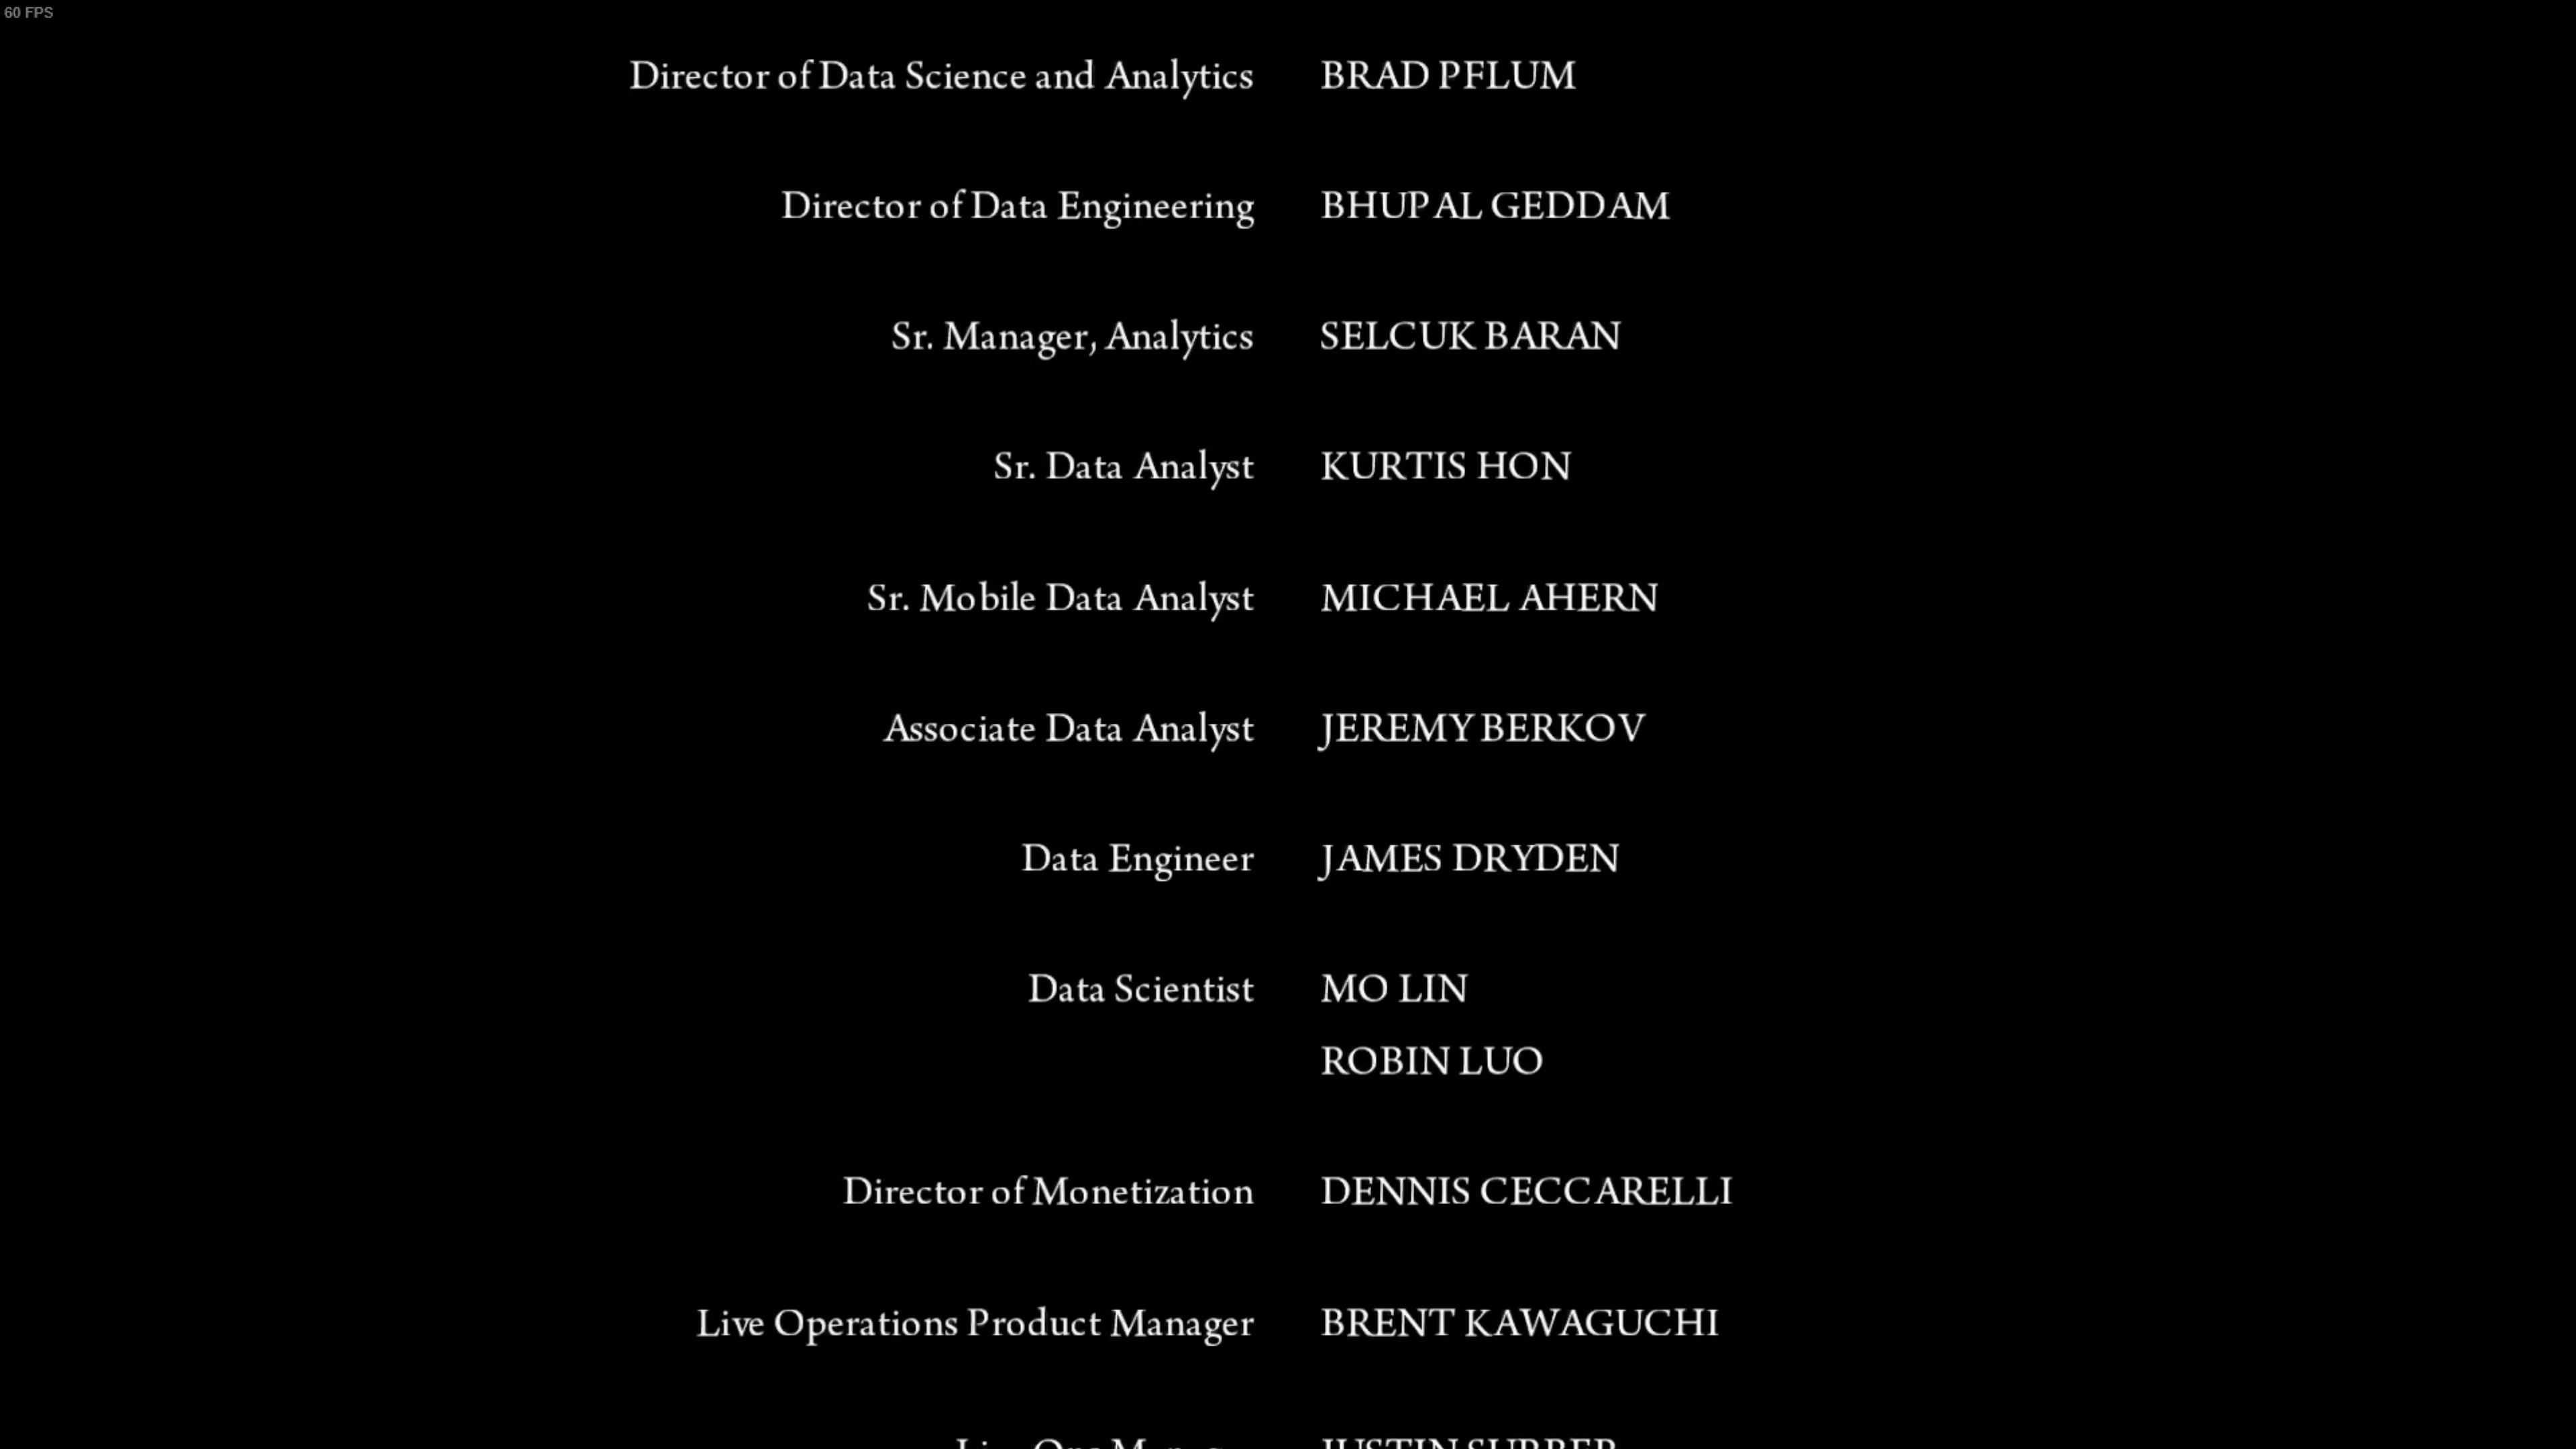 60 FPS
Director of Data Science and Analytics BRAD PFLUM
Director of Data Engineering BHUPAL GEDDAM
Sr. Manager, Analytics SELCUK BARAN
Sr. Data Analyst KURTIS HON
Sr. Mobile Data Analyst MICHAEL AHERN
Associate Data Analyst JEREMY BERKOV
Data Engineer JAMES DRYDEN
Data Scientist MO LIN
ROBIN LUO
Director of Monetization DENNIS CECCARELLI
Live Operations Product Manager BRENT KAWAGUCHI